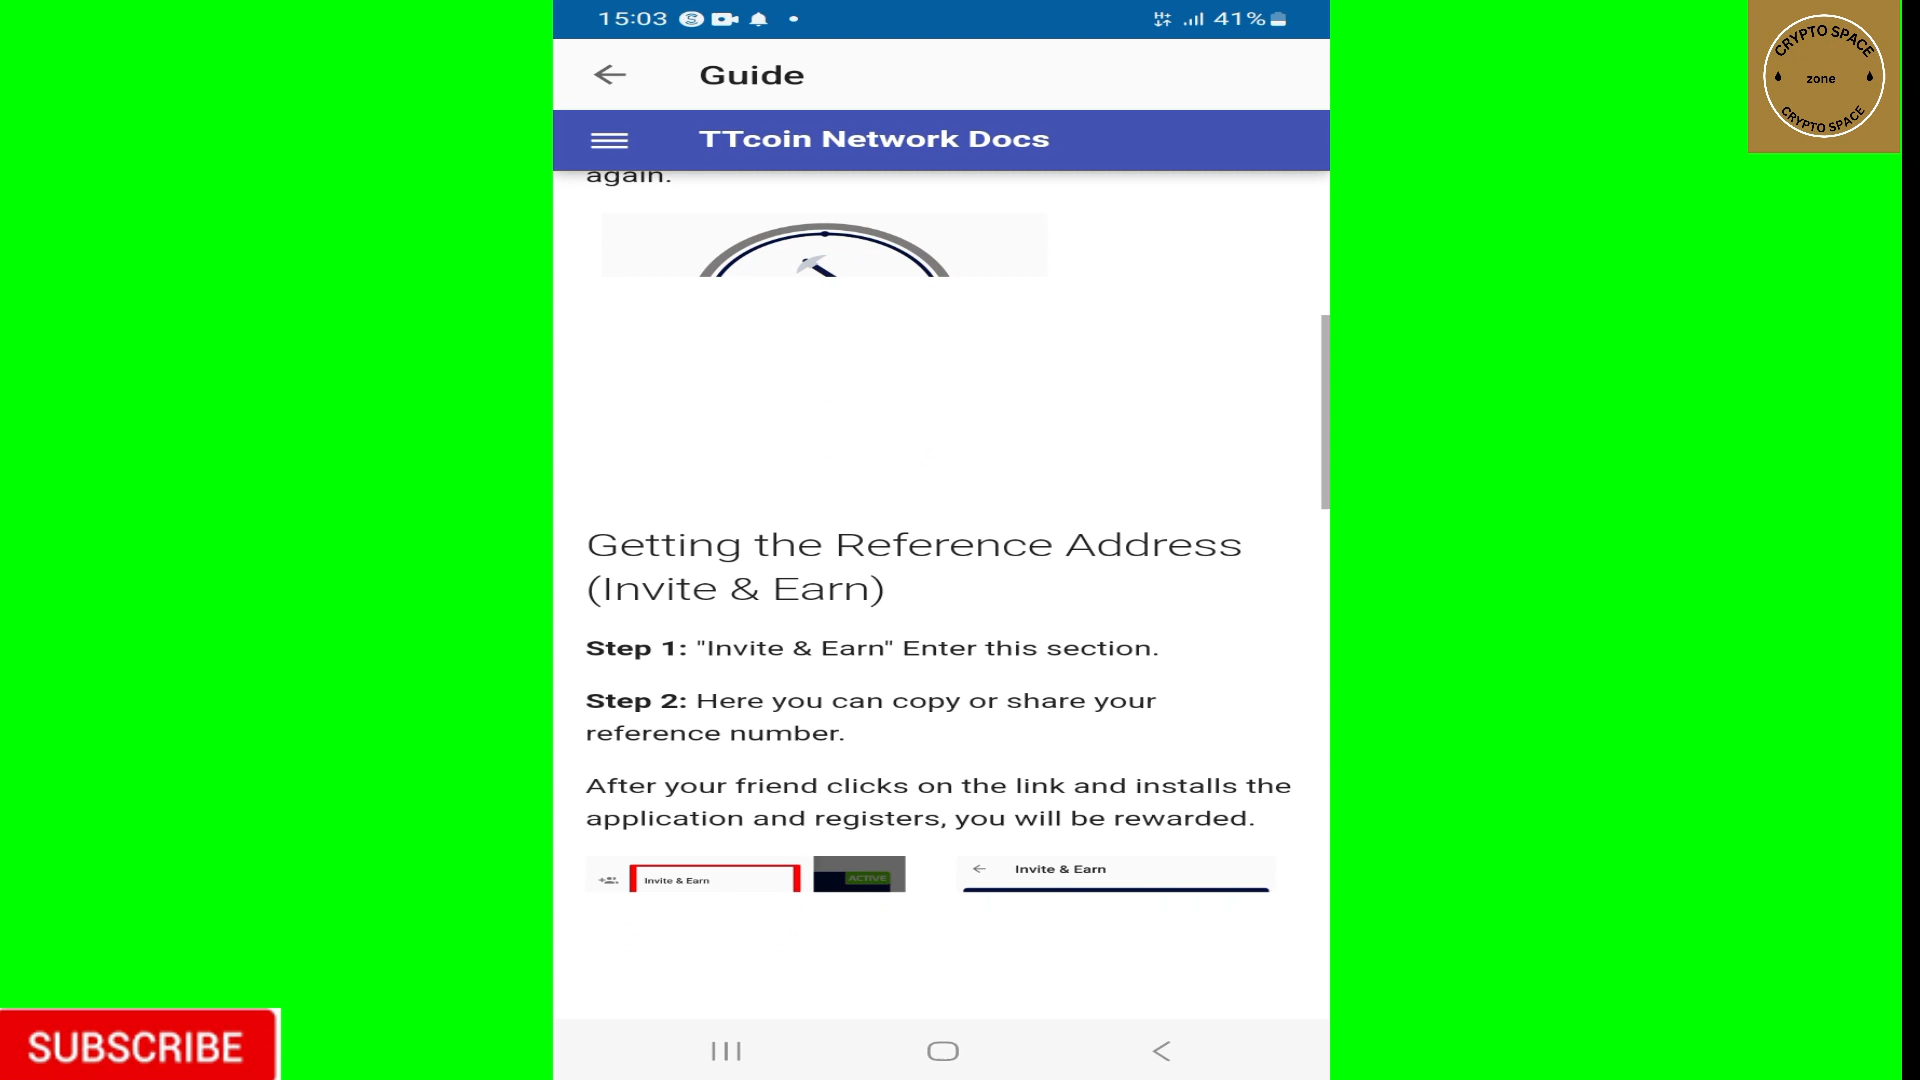 15:03
41%
CRYPTO SPACE
zone
CRYPTO SPACE
Guide
TTcoin Network Docs
again.
Getting the Reference Address
(Invite & Earn)
Step 1: "Invite & Earn" Enter this section.
Step 2: Here you can copy or share your
reference number.
After your friend clicks on the link and installs the
application and registers, you will be rewarded.
Invite & Earn
ACTIVE
Invite & Earn
SUBSCRIBE